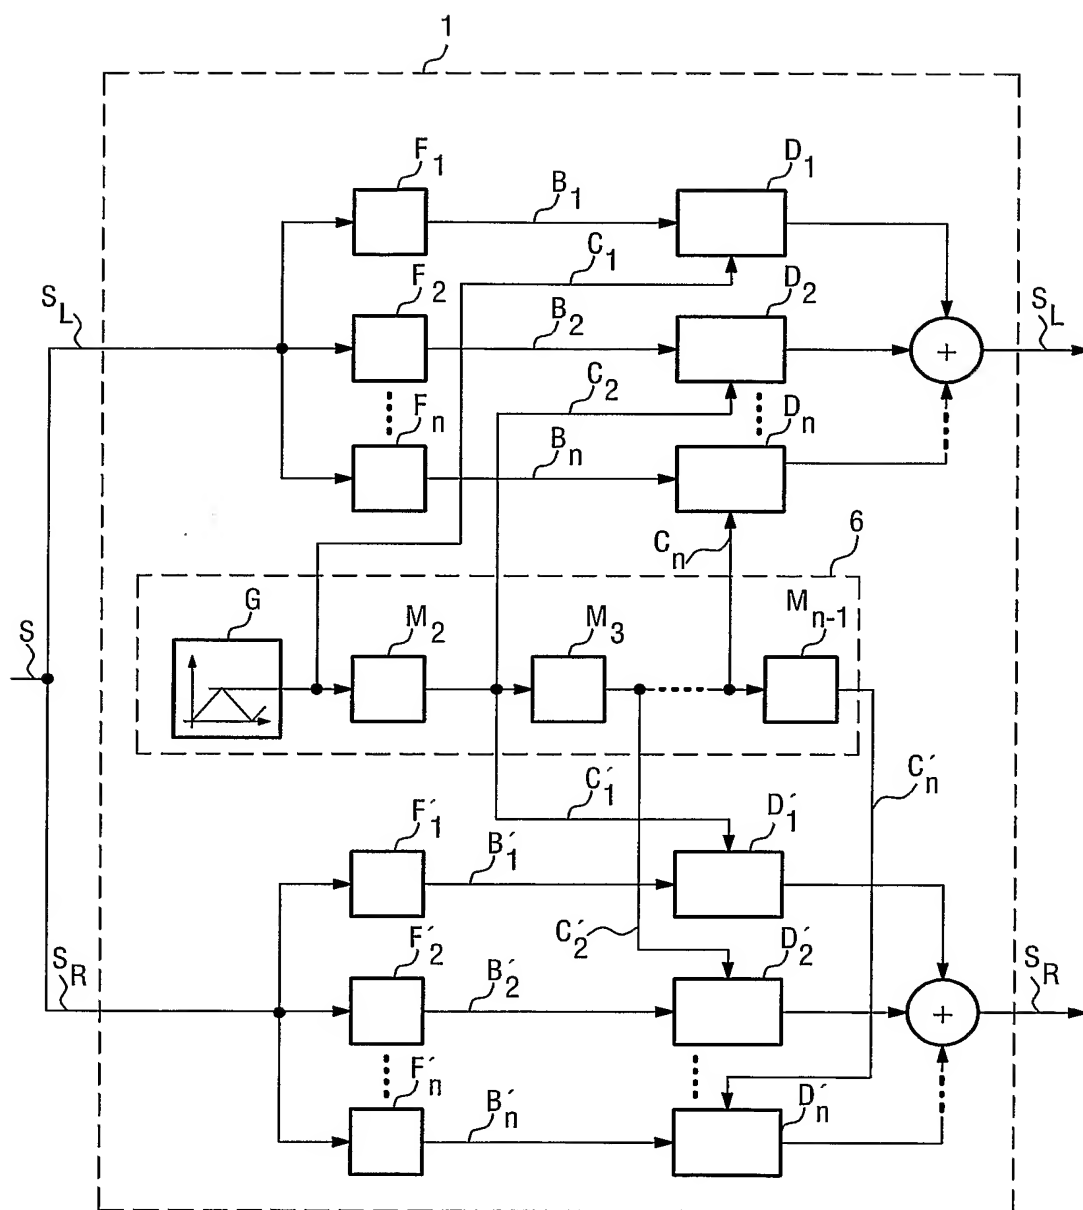 1
F1
D1
B1
C1
SL
F2
D2
SL
B2
+
C2
Fn
Dn
Bn
6
Cn
G
M2
M3
Mn-1
S
C´1
C´n
F´1
D´1
B´1
C´2
F´2
D´2
SR
B´2
SR
+
F´n
D´n
B´n